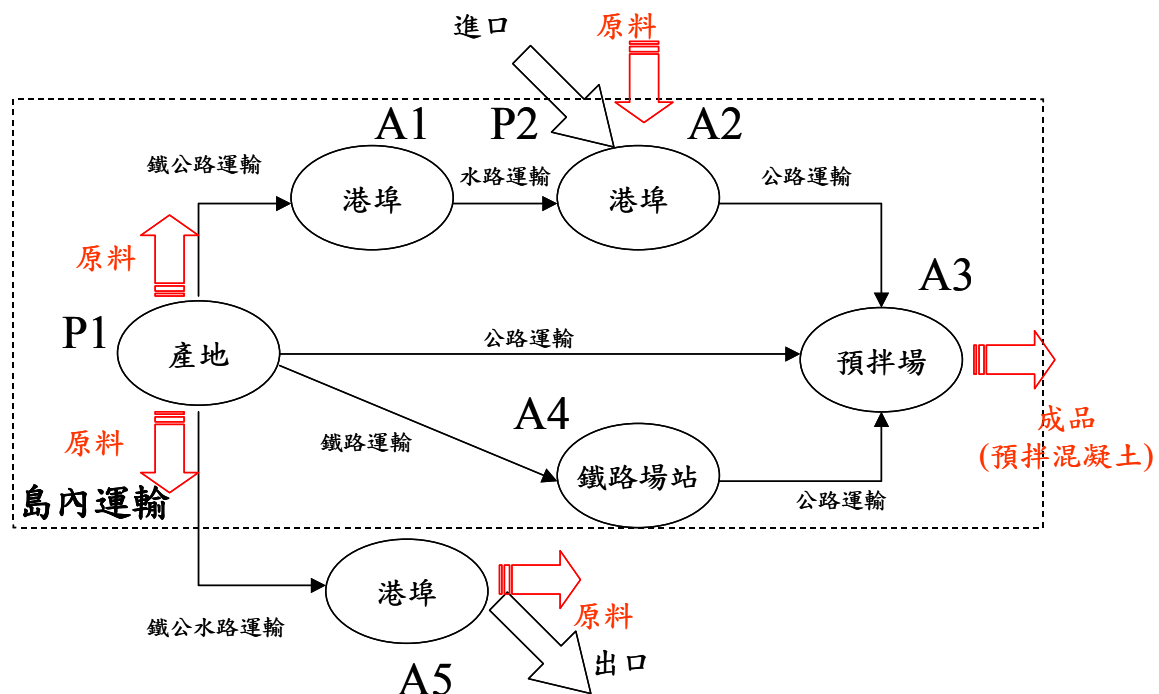 進口
原料
A1
P2
A2
鐵公路運輸
水路運輸
公路運輸
港埠
港埠
原料
A3
P1
產地
公路運輸
預拌場
A4
原料
鐵路運輸
成品
(預拌混凝土)
鐵路場站
島內運輸
公路運輸
港埠
原料
鐵公水路運輸
出口
A5